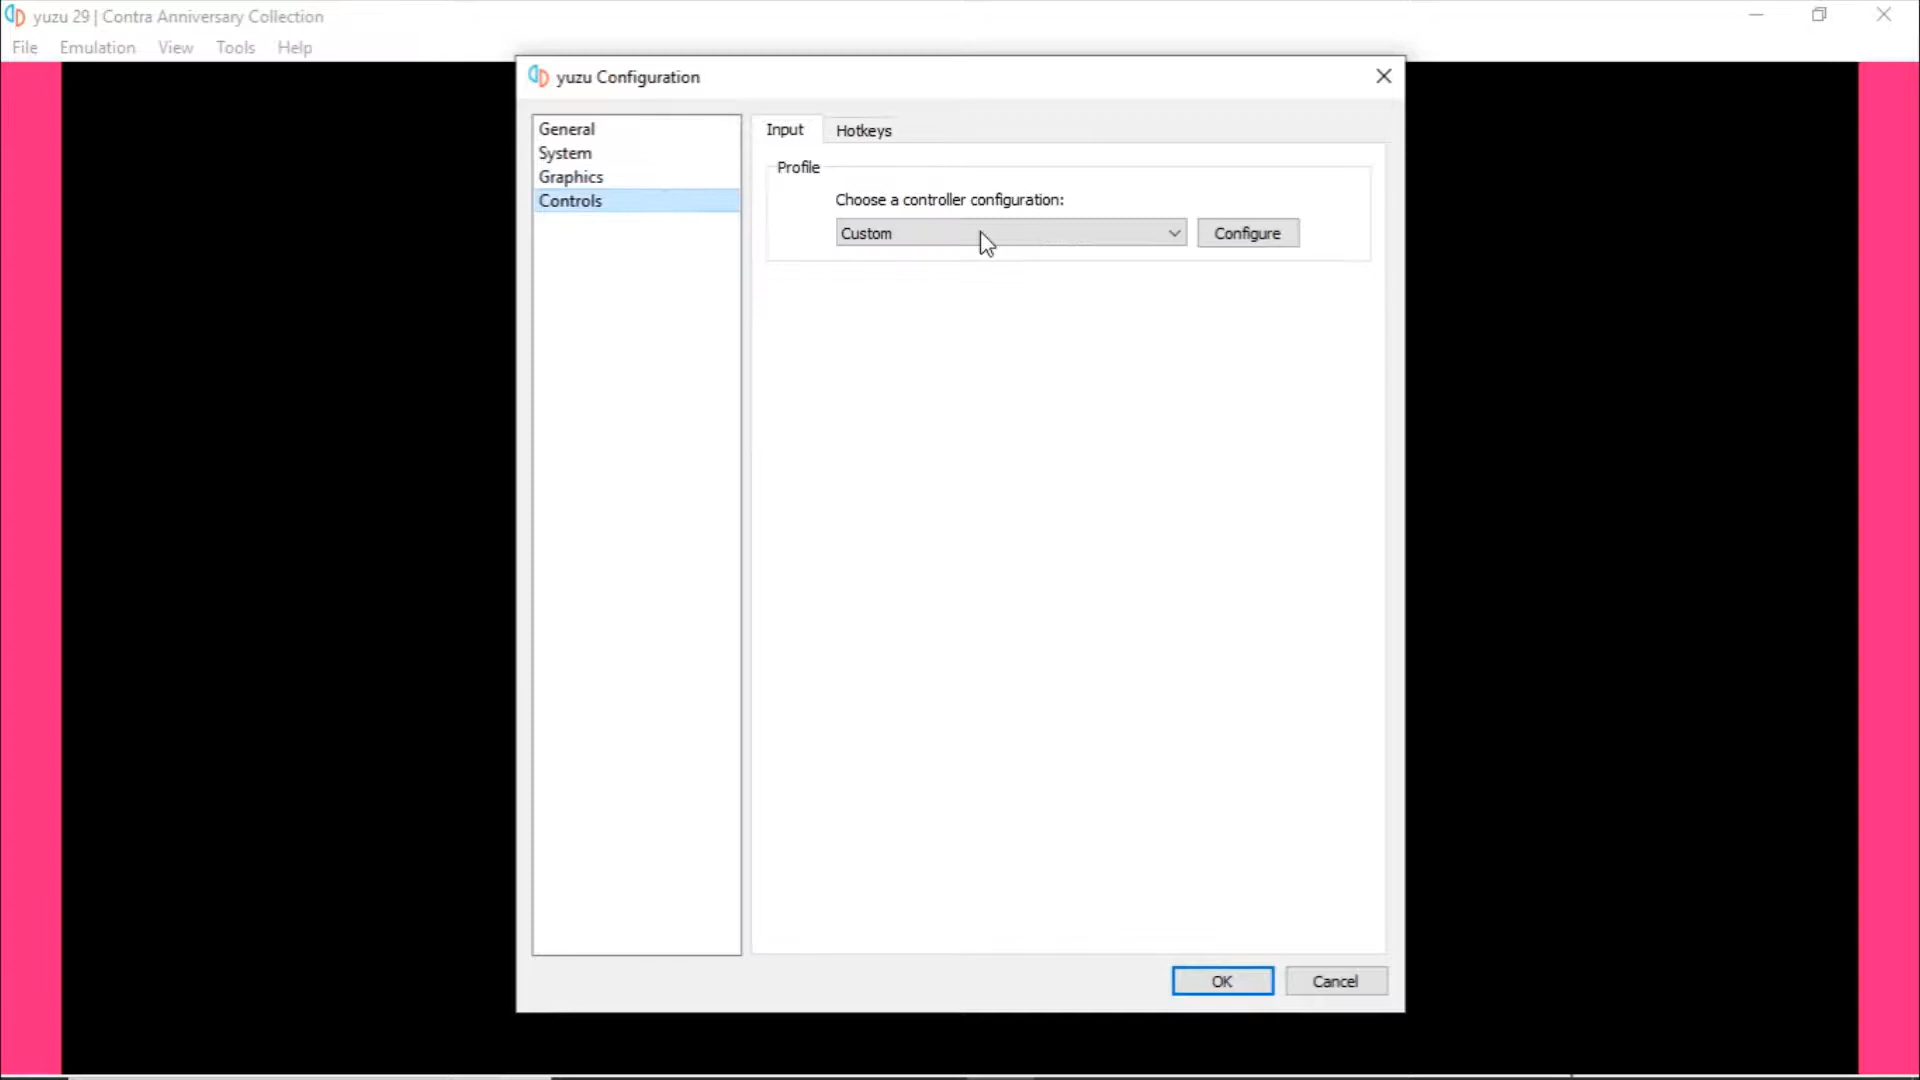 yuzu 29 | Contra Anniversary Collection
File Emulation View Tools Help
yuzu Configuration
General
System
Graphics
Controls
Input Hotkeys
Profile
Choose a controller configuration:
Custom Configure
OK Cancel